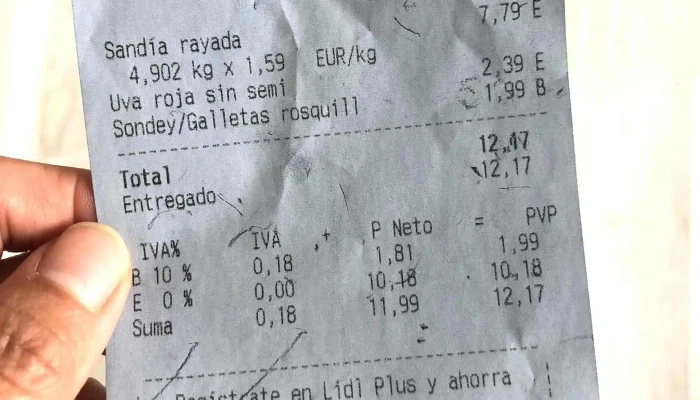 Sandía rayada 7,79 E
4,902 kg x 1,59 EUR/kg
Uva roja sin semi 2,39 E
Sondey/Galletas rosquill 1,99 B
Total 12,17
Entregado 12,17
IVA% IVA + P Neto = PVP
B 10 % 0,18 1,81 1,99
E 0 % 0,00 10,18 10,18
Suma 0,18 11,99 12,17
Regístrate en Lidl Plus y ahorra